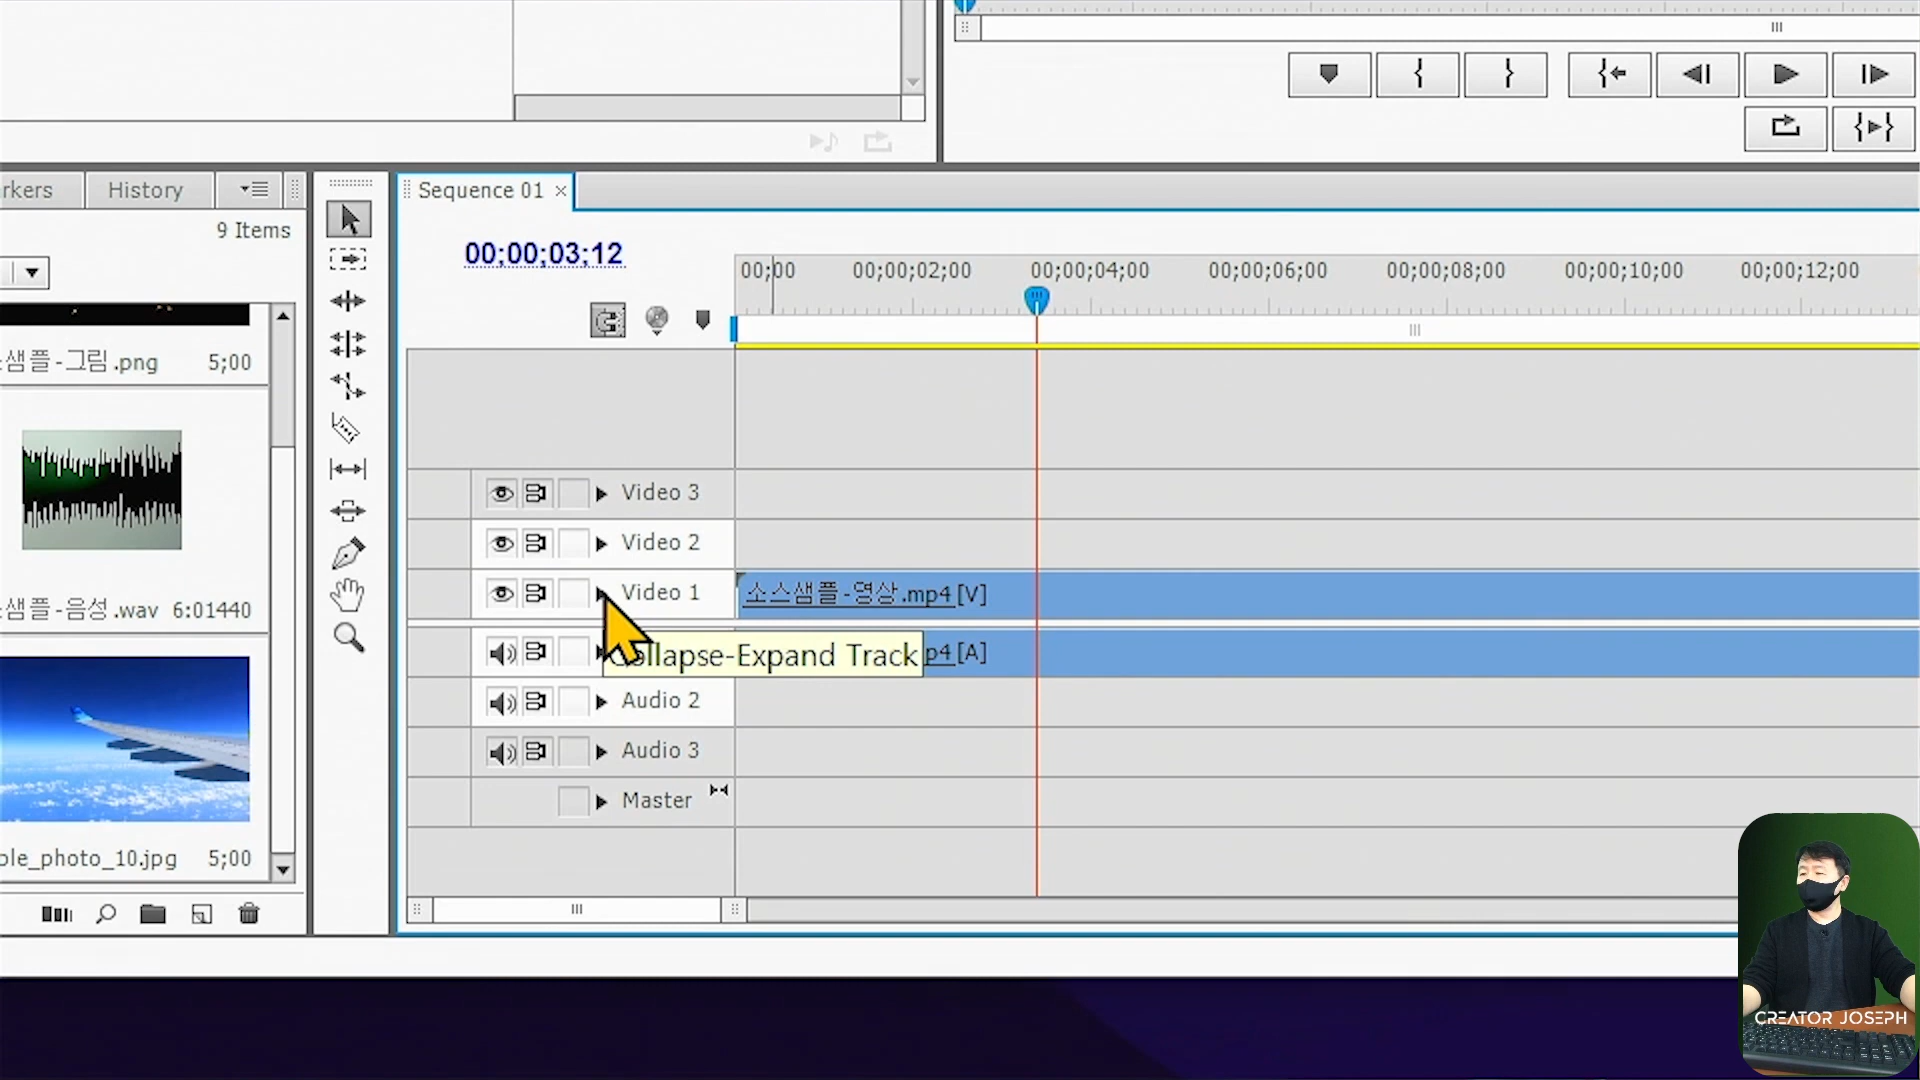 rkers
History
9 Items
샘플-그림.png 5;00
샘플-음성.wav 6:01440
ple_photo_10.jpg 5;00
Sequence 01
00;00;03;12
00;00
00;00;02;00
00;00;04;00
00;00;06;00
00;00;08;00
00;00;10;00
00;00;12;00
Video 3
Video 2
Video 1
소스샘플-영상.mp4 [V]
Collapse-Expand Track
p4 [A]
Audio 2
Audio 3
Master
CREATOR JOSEPH